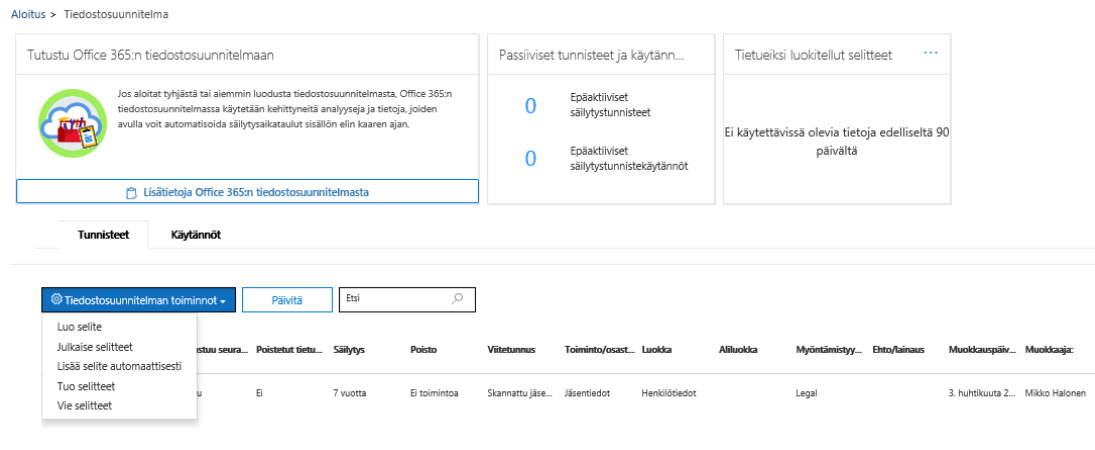 Aloitus > Tiedostosuunnitelma
Tutustu Office 365:n tiedostosuunnitelmaan
Jos aloitat tyhjästä tai aiemmin luodusta tiedostosuunnitelmasta, Office 365:n
tiedostosuunnitelmassa käytetään kehittyneitä analyyseja ja tietoja, joiden
avulla voit automatisoida säilytysaikataulut sisällön elin kaaren ajan.
Lisätietoja Office 365:n tiedostosuunnitelmasta
Passiiviset tunnisteet ja käytänn...
0 Epäaktiiviset
säilytystunnisteet
0 Epäaktiiviset
säilytystunnistekäytännöt
Tietueiksi luokitellut selitteet ...
Ei käytettävissä olevia tietoja edelliseltä 90
päivältä
Tunnisteet Käytännöt
Tiedostosuunnitelman toiminnot Päivitä Etsi
Luo selite
Julkaise selitteet
Lisää selite automaattisesti
Tuo selitteet
Vie selitteet
stuu seura... Poistetut tietu... Säilytys Poisto Viitetunnus Toiminto/osast... Luokka Aliluokka Myöntämistyy... Ehto/lainaus Muokkauspäiv... Muokkaaja:
u Ei 7 vuotta Ei toimintoa Skannattu jäse... Jäsentiedot Henkilötiedot Legal 3. huhtikuuta 2... Mikko Halonen